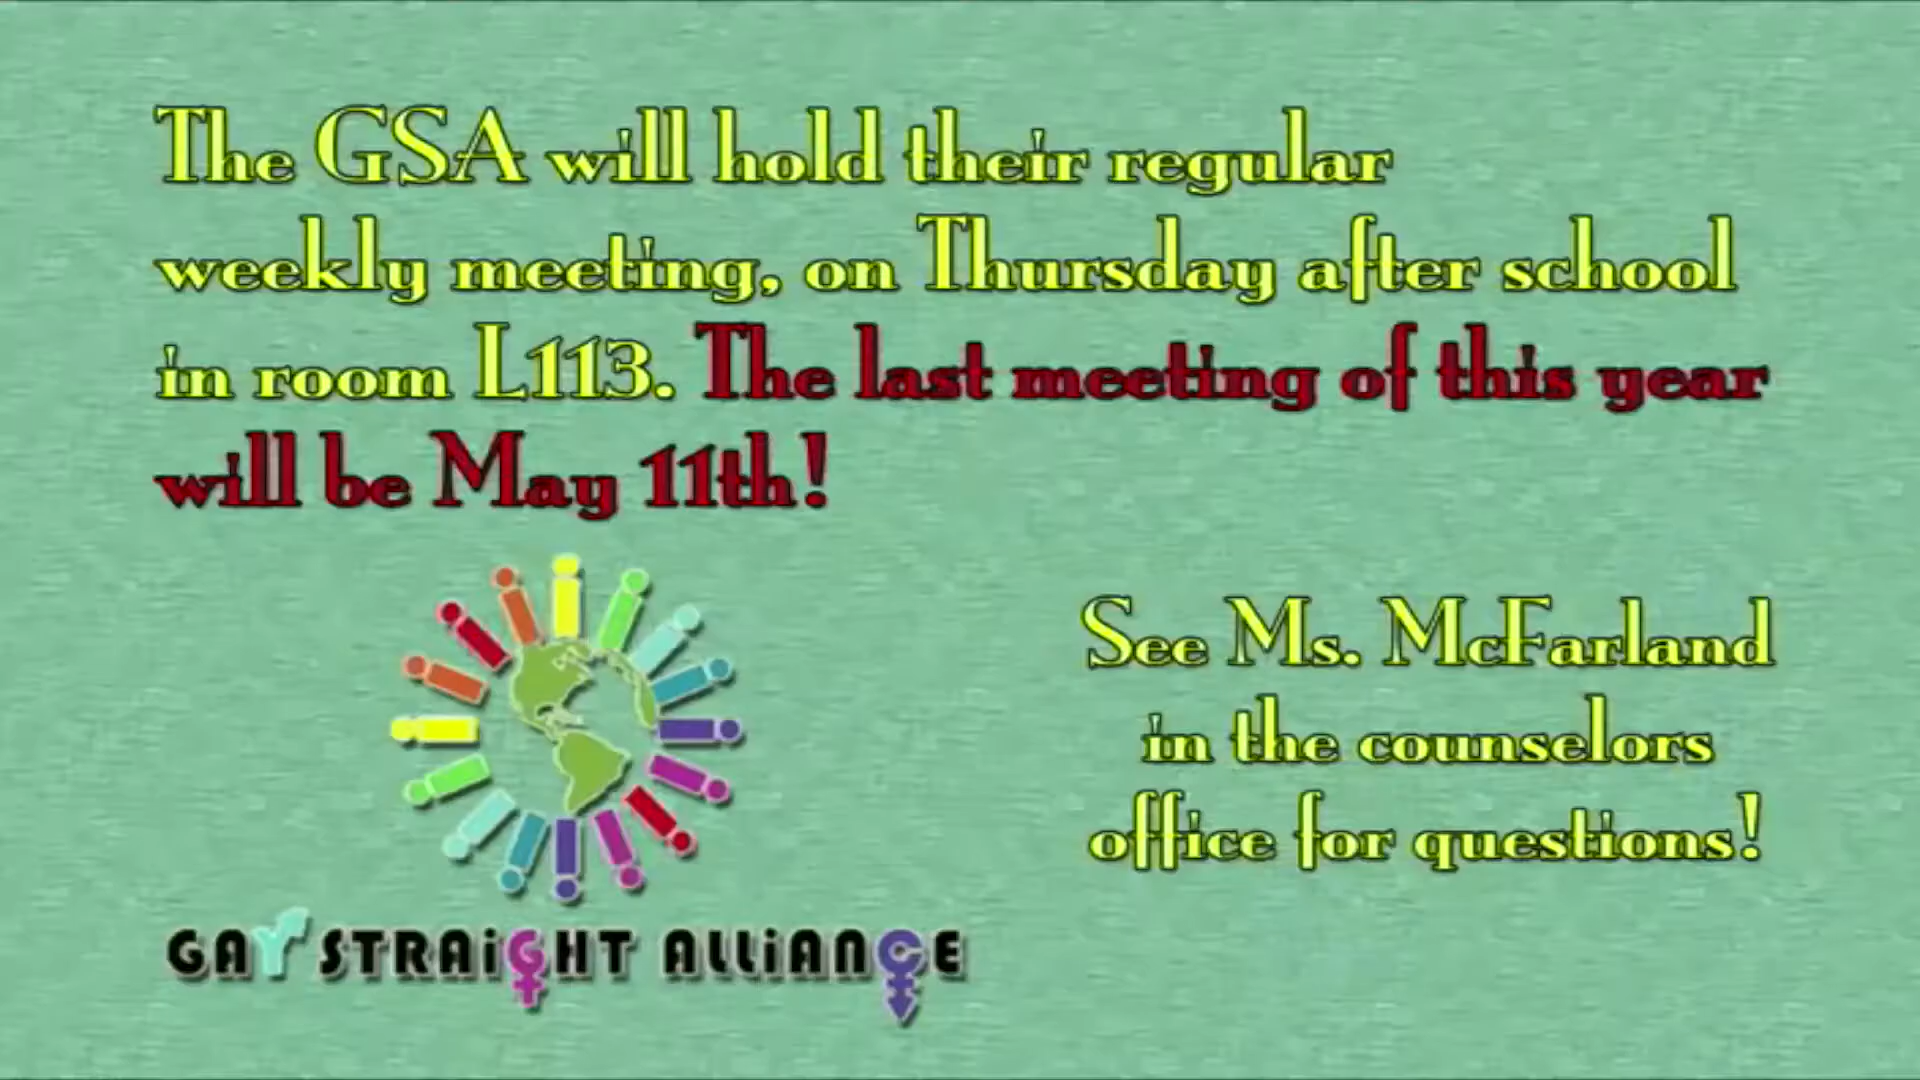 The GSA will hold their regular
weekly meeting, on Thursday after school
in room L113. The last meeting of this year
will be May 11th!
See Ms. McFarland
in the counselors
office for questions!
GAY STRAiGHT ALLiANCE